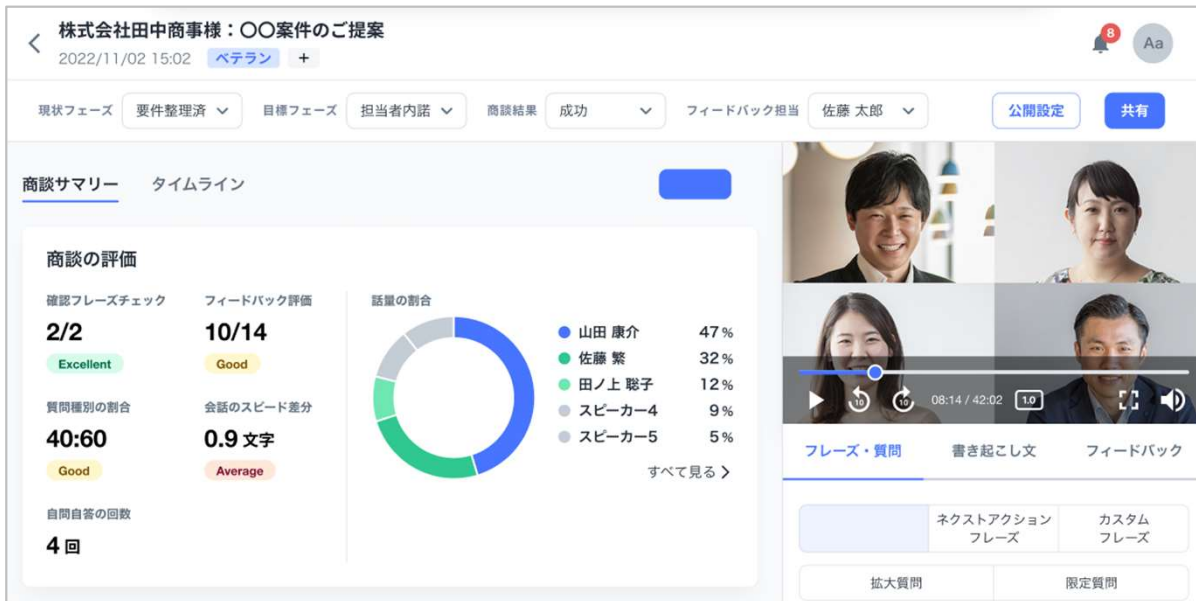 株式会社田中商事様：〇〇案件のご提案
2022/11/02 15:02 ベテラン +
8
Aa
現状フェーズ 要件整理済 目標フェーズ 担当者内諾 商談結果 成功 フィードバック担当 佐藤 太郎 公開設定 共有
商談サマリー タイムライン
商談の評価
確認フレーズチェック フィードバック評価
2/2 10/14
Excellent Good
質問種別の割合 会話のスピード差分
40:60 0.9 文字
Good Average
自問自答の回数
4 回
話量の割合
山田 康介 47%
佐藤 繁 32%
田ノ上 聡子 12%
スピーカー4 9%
スピーカー5 5%
すべて見る
10 10 08:14 / 42:02 1.0
フレーズ・質問 書き起こし文 フィードバック
ネクストアクション
フレーズ
カスタム
フレーズ
拡大質問 限定質問